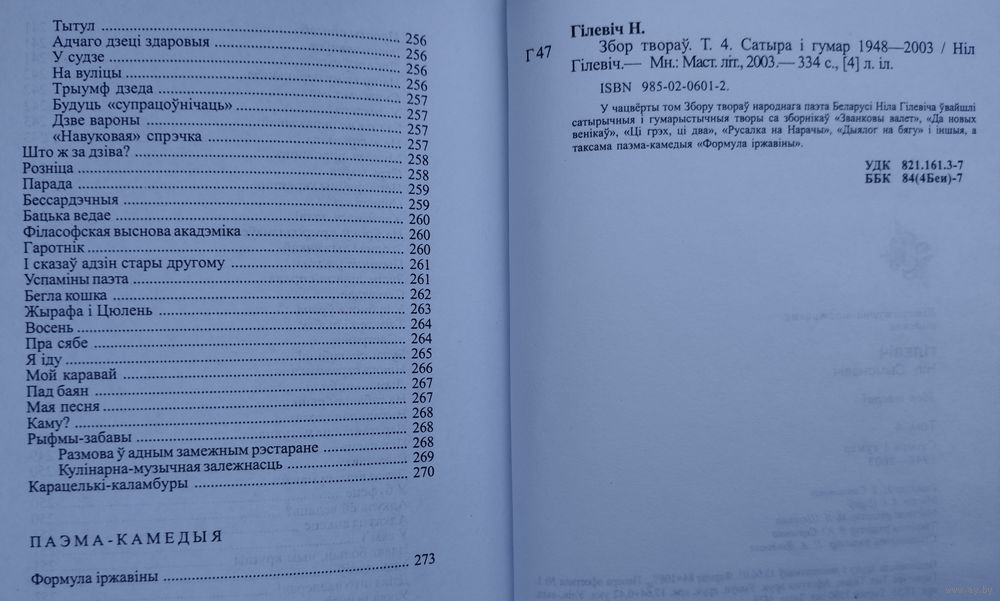 Тытул ... 256
Адчаго дзеці здаровыя ... 256
У судзе ... 256
На вуліцы ... 256
Трыумф дзеда ... 257
Будуць «супрацоўнічаць» ... 257
Дзве вароны ... 257
«Навуковая» спрэчка ... 257
Што ж за дзіва? ... 258
Розніца ... 258
Парада ... 259
Бессардэчныя ... 259
Бацька ведае ... 260
Філасофская выснова акадэміка ... 260
Гаротнік ... 260
І сказаў адзін стары другому ... 261
Успаміны паэта ... 261
Бегла кошка ... 262
Жырафа і Цюлень ... 263
Восень ... 264
Пра сябе ... 264
Я іду ... 265
Мой каравай ... 266
Пад баян ... 267
Мая песня ... 267
Каму? ... 268
Рыфмы-забавы ... 268
Размова ў адным замежным рэстаране ... 268
Кулінарна-музычная залежнасць ... 269
Карацелькі-каламбуры ... 270
ПАЭМА-КАМЕДЫЯ
Формула іржавіны ... 273
Гілевіч Н.
Г 47 Збор твораў. Т. 4. Сатыра і гумар 1948—2003 / Ніл
Гілевіч.— Мн.: Маст. літ., 2003.— 334 с., [4] л. іл.
ISBN 985-02-0601-2.
У чацвёрты том Збору твораў народнага паэта Беларусі Ніла Гілевіча ўвайшлі
сатырычныя і гумарыстычныя творы са зборнікаў «Званковы валет», «Да новых
венікаў», «Ці грэх, ці два», «Русалка на Нарачы», «Дыялог на бягу» і іншыя, а
таксама паэма-камедыя «Формула іржавіны».
УДК 821.161.3-7
ББК 84(4Беи)-7